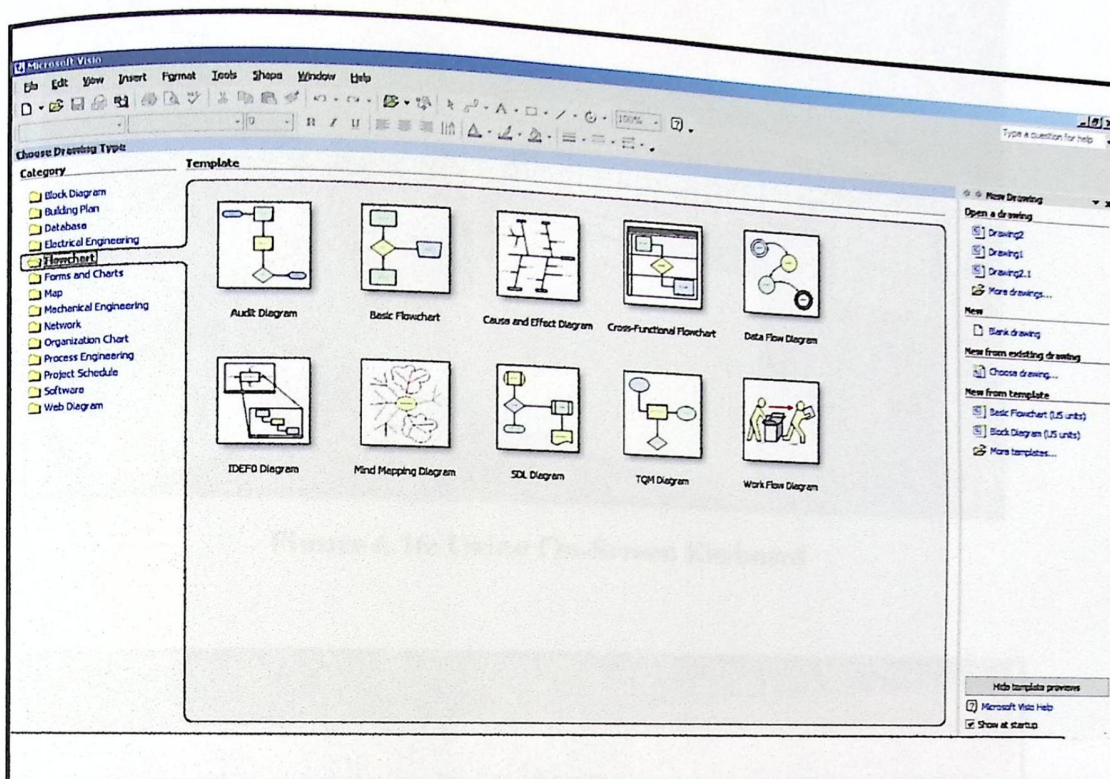 Microsoft Visio
File Edit View Insert Format Tools Shape Window Help
100%
Type a question for help
Choose Drawing Type
Category
Block Diagram
Building Plan
Database
Electrical Engineering
Flowchart
Forms and Charts
Map
Mechanical Engineering
Network
Organization Chart
Process Engineering
Project Schedule
Software
Web Diagram
Template
Audit Diagram
Basic Flowchart
Cause and Effect Diagram
Cross-Functional Flowchart
Data Flow Diagram
IDEF0 Diagram
Mind Mapping Diagram
SDL Diagram
TQM Diagram
Work Flow Diagram
New Drawing
Open a drawing
Drawing2
Drawing1
Drawing2.1
More drawings...
New
Blank drawing
New from existing drawing
Choose drawing...
New from template
Basic Flowchart (US units)
Block Diagram (US units)
More templates...
Hide template previews
Microsoft Visio Help
Show at startup